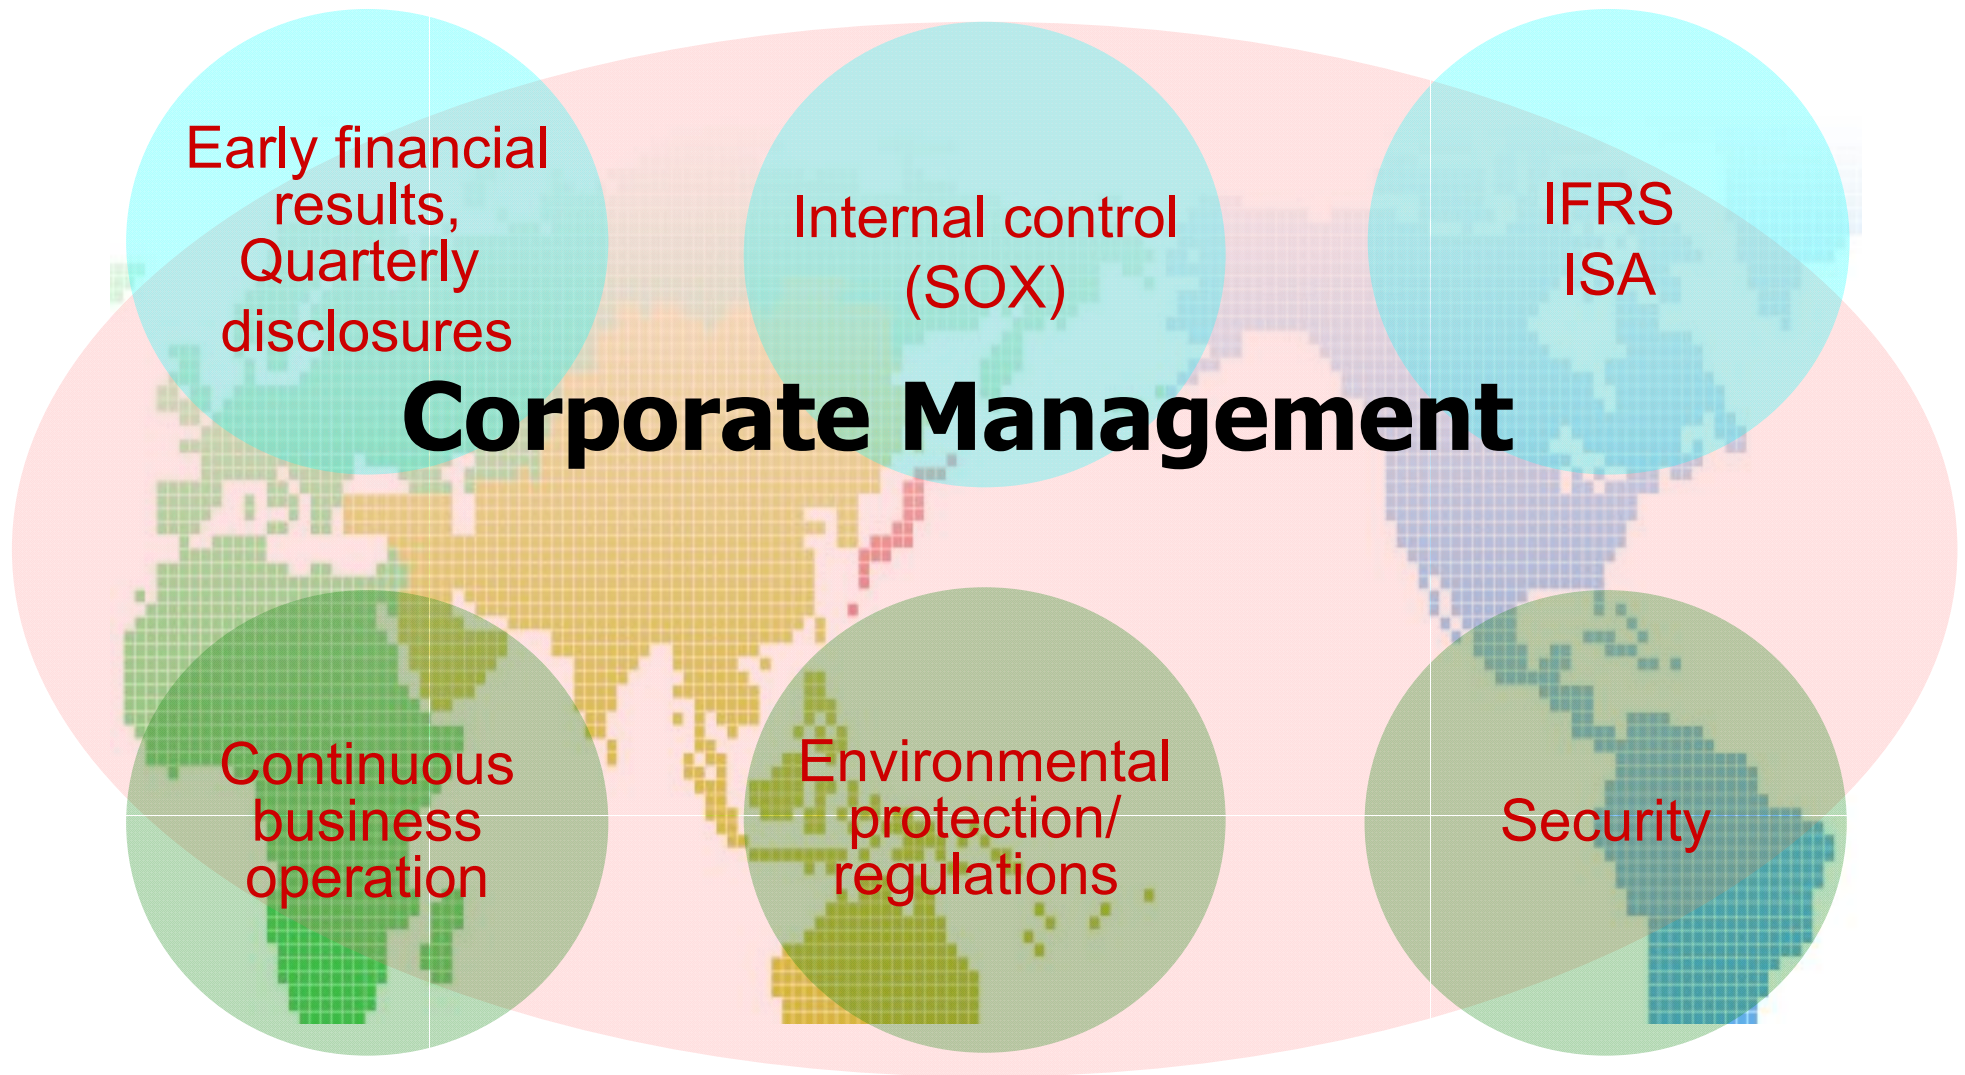 Early financial
results,
Quarterly
disclosures
Internal control
(SOX)
IFRS
ISA
Corporate Management
Continuous
business
operation
Environmental
protection/
regulations
Security